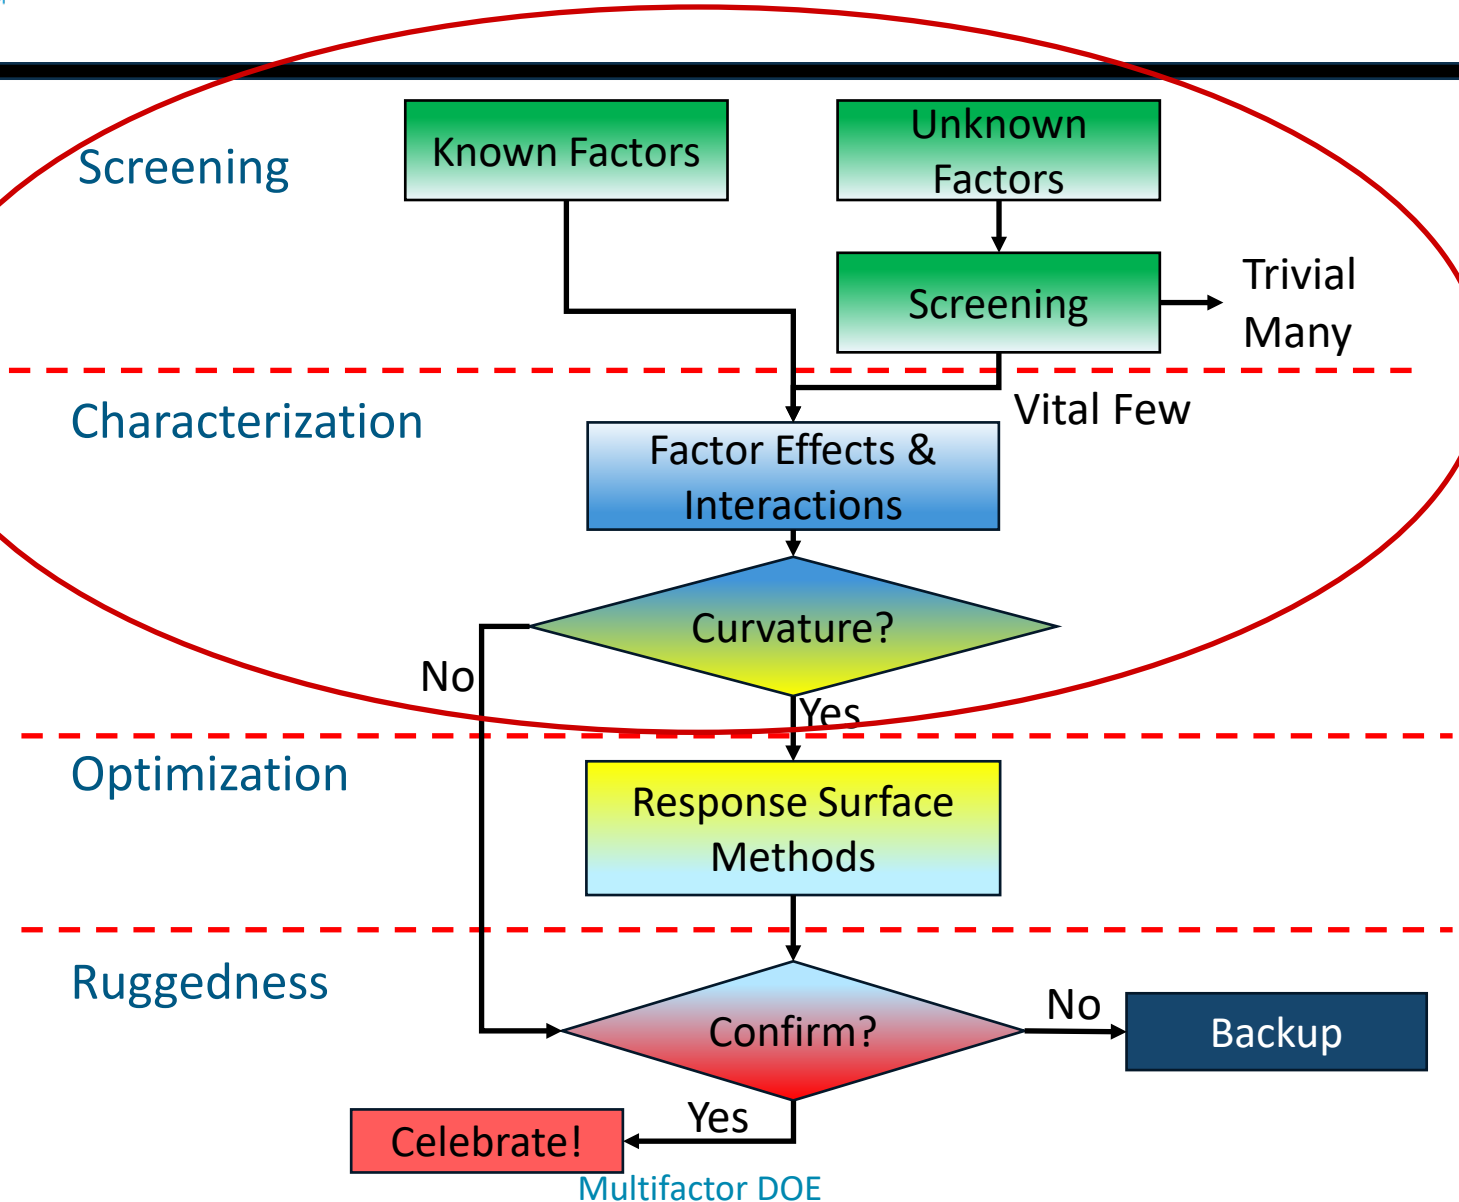 Known Factors
Unknown
Factors
Screening
Screening
Trivial
Many
Vital Few
Characterization
Factor Effects &
Interactions
Curvature?
No
Yes
Optimization
Response Surface
Methods
Ruggedness
Confirm?
No
Backup
Yes
Celebrate!
Multifactor DOE